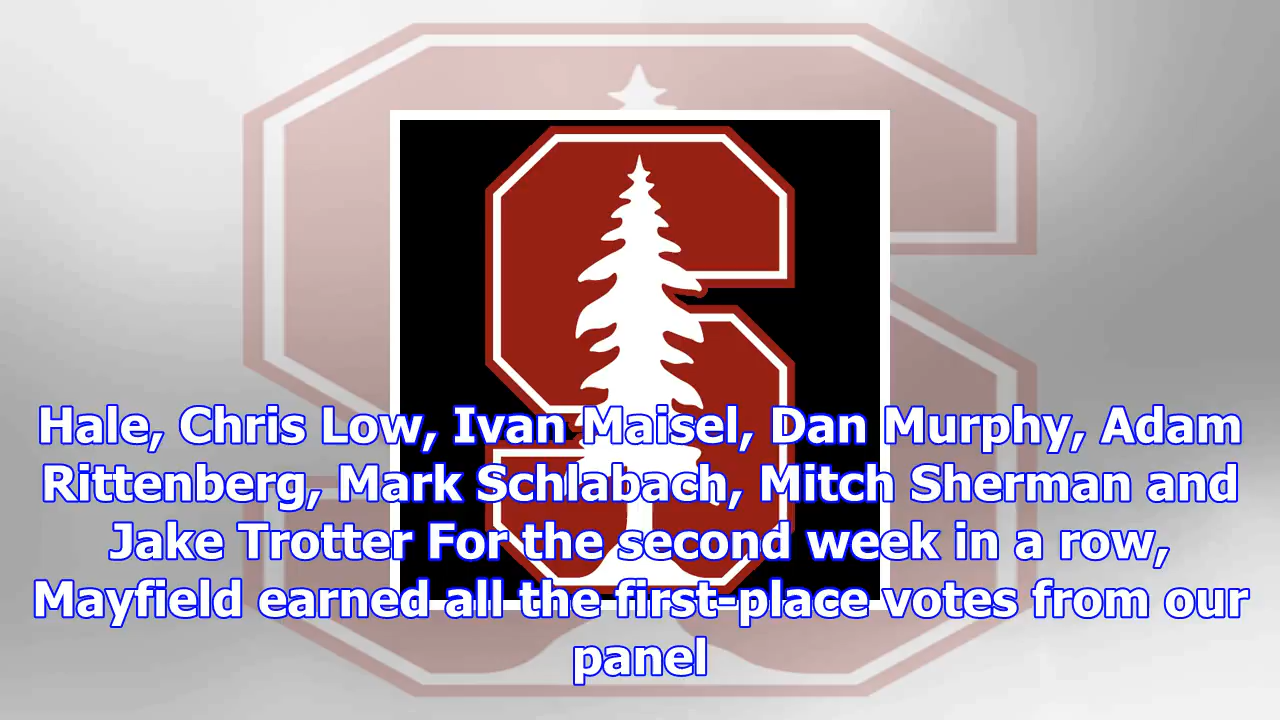 Hale, Chris Low, Ivan Maisel, Dan Murphy, Adam
Rittenberg, Mark Schlabach, Mitch Sherman and
Jake Trotter For the second week in a row,
Mayfield earned all the first-place votes from our
panel